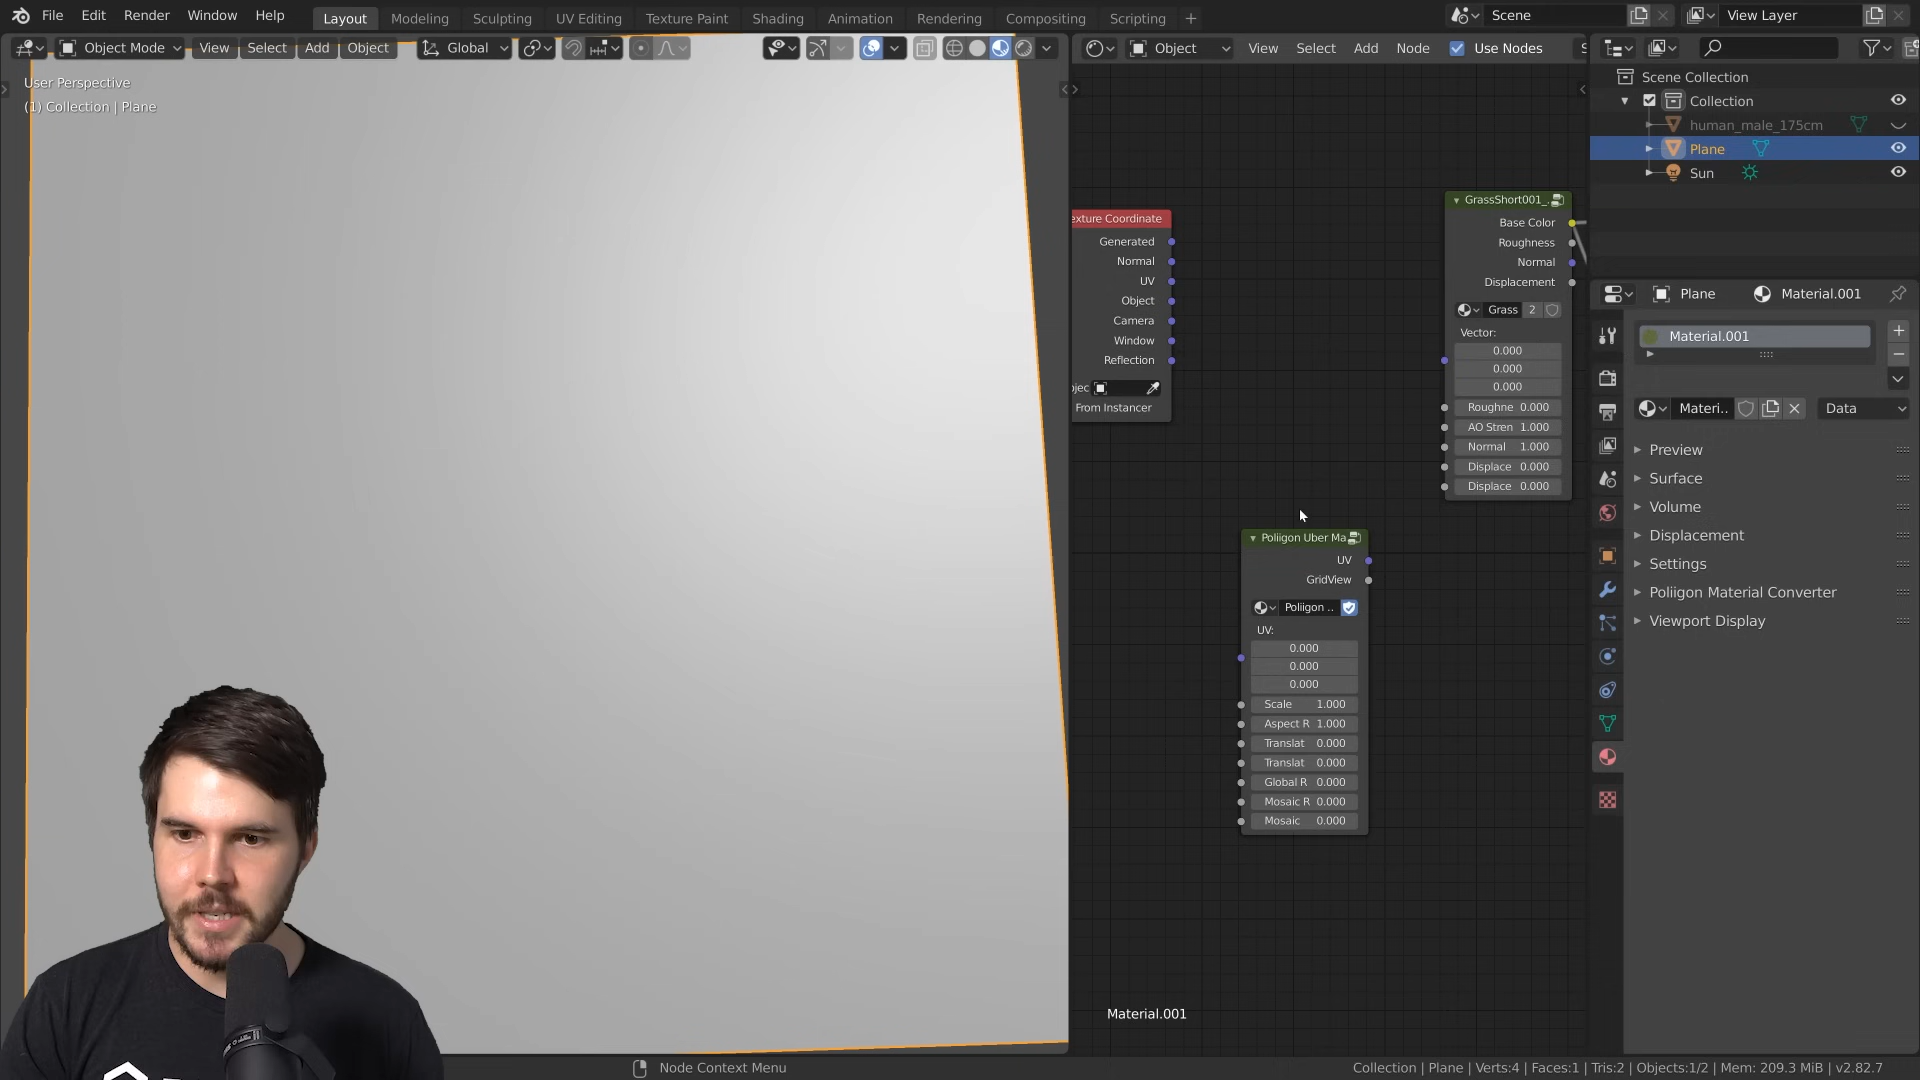 File Edit Render Window Help Layout Modeling Sculpting UV Editing Texture Paint Shading Animation Rendering Compositing Scripting + Scene View Layer
Object Mode View Select Add Object Global Object View Select Add Node Use Nodes
User Perspective
(1) Collection | Plane
exture Coordinate
Generated
Normal
UV
Object
Camera
Window
Reflection
ojec
From Instancer
GrassShort001_.
Base Color
Roughness
Normal
Displacement
Grass 2
Vector:
0.000
0.000
0.000
Roughne 0.000
AO Stren 1.000
Normal 1.000
Displace 0.000
Displace 0.000
Poliigon Uber Ma
UV
GridView
Poliigon ..
UV:
0.000
0.000
0.000
Scale 1.000
Aspect R 1.000
Translat 0.000
Translat 0.000
Global R 0.000
Mosaic R 0.000
Mosaic 0.000
Material.001
Scene Collection
Collection
human_male_175cm
Plane
Sun
Plane Material.001
Material.001
Materi.. Data
Preview
Surface
Volume
Displacement
Settings
Poliigon Material Converter
Viewport Display
Node Context Menu
Collection | Plane | Verts:4 | Faces:1 | Tris:2 | Objects:1/2 | Mem: 209.3 MiB | v2.82.7